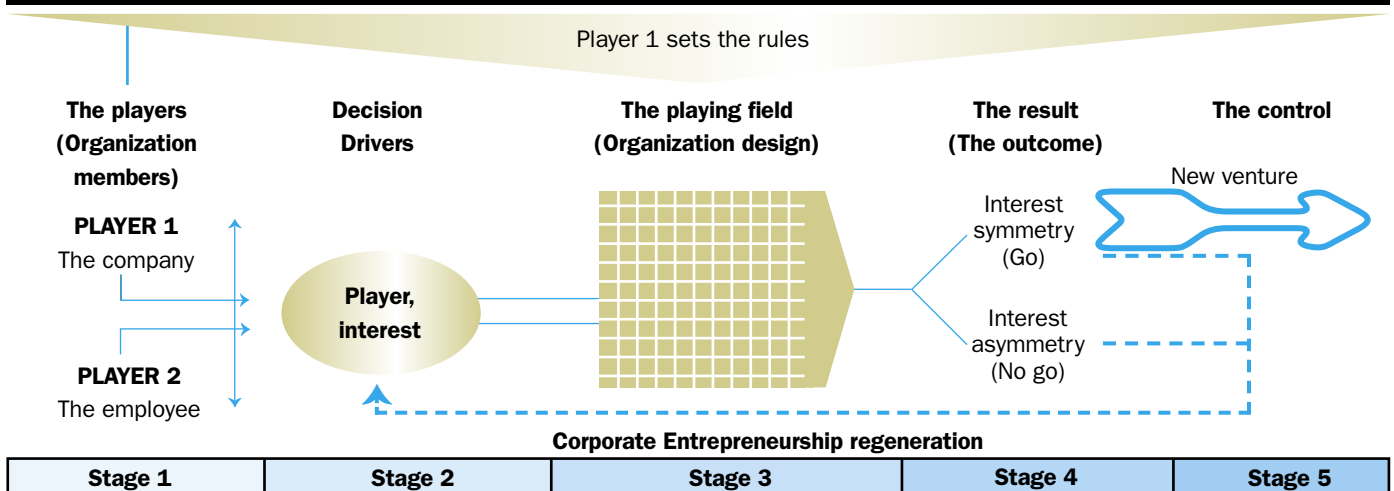 Player 1 sets the rules
The players
(Organization
members)
Decision
Drivers
The playing field
(Organization design)
The result
(The outcome)
The control
PLAYER 1
The company
PLAYER 2
The employee
Player,
interest
Interest
symmetry
(Go)
New venture
Interest
asymmetry
(No go)
Corporate Entrepreneurship regeneration
Stage 1
Stage 2
Stage 3
Stage 4
Stage 5